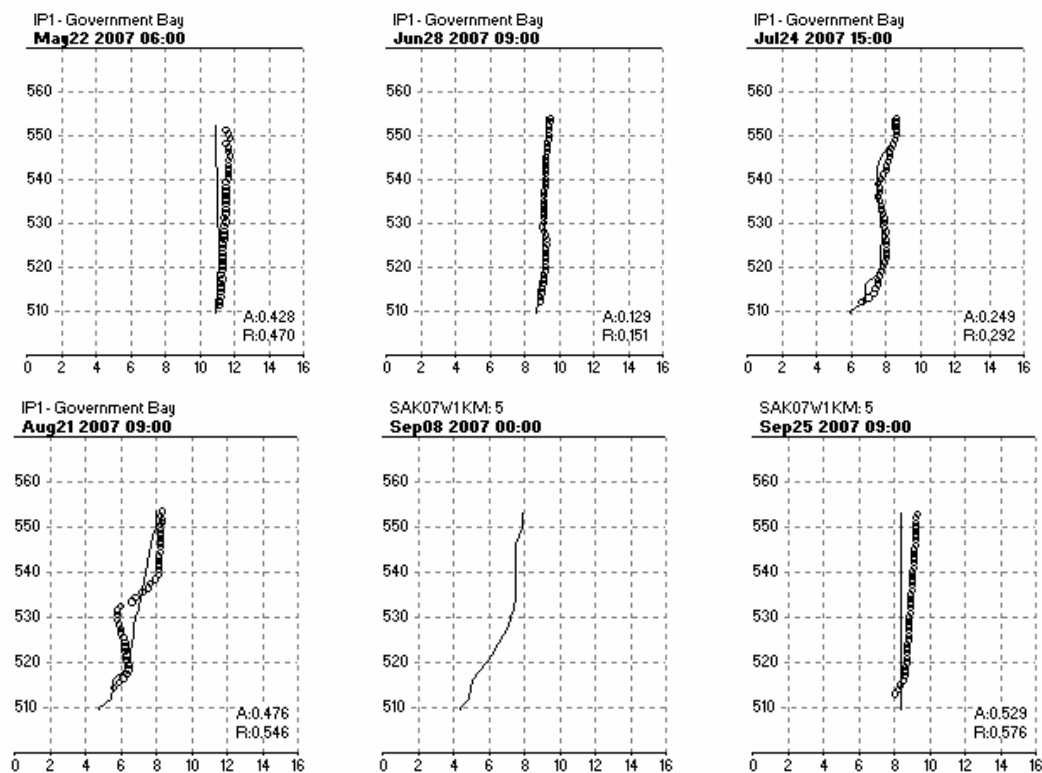 IP1- Government Bay
May22 2007 06:00
560
550
540
530
520
510
A:0.428
R:0.470
0 2 4 6 8 10 12 14 16
IP1- Government Bay
Jun28 2007 09:00
560
550
540
530
520
510
A:0.129
R:0.151
0 2 4 6 8 10 12 14 16
IP1- Government Bay
Jul24 2007 15:00
560
550
540
530
520
510
A:0.249
R:0.292
0 2 4 6 8 10 12 14 16
IP1- Government Bay
Aug21 2007 09:00
560
550
540
530
520
510
A:0.476
R:0.546
0 2 4 6 8 10 12 14 16
SAK07W1KM: 5
Sep08 2007 00:00
560
550
540
530
520
510
0 2 4 6 8 10 12 14 16
SAK07W1KM: 5
Sep25 2007 09:00
560
550
540
530
520
510
A:0.529
R:0.576
0 2 4 6 8 10 12 14 16